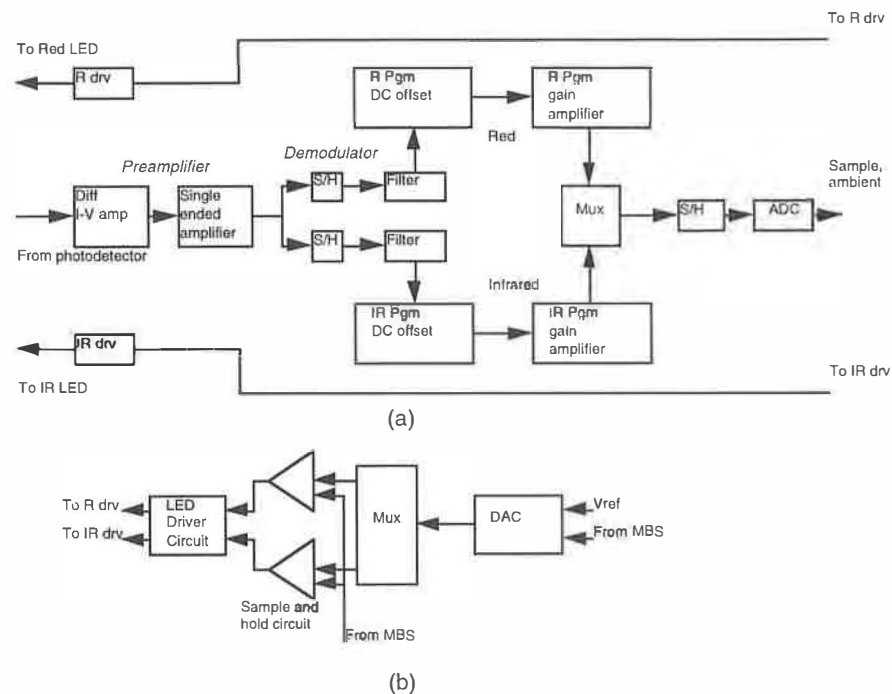 To R drv
To Red LED
R drv
R Pgm
DC offset
R Pgm
gain
amplifier
Red
Preamplifier
Demodulator
Diff
I-V amp
Single
ended
amplifier
S/H
Filter
S/H
Filter
Mux
S/H
ADC
Sample,
ambient
From photodetector
Infrared
IR Pgm
DC offset
IR Pgm
gain
amplifier
IR drv
To IR LED
To IR drv
(a)
To R drv
To IR drv
LED
Driver
Circuit
Mux
DAC
Vref
From MBS
Sample and
hold circuit
From MBS
(b)